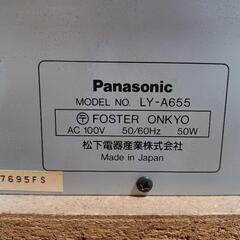 Panasonic
MODEL NO. LY-A655
〒 FOSTER ONKYO
AC 100V 50/60Hz 50W
松下電器産業株式会社
Made in Japan
7695FS